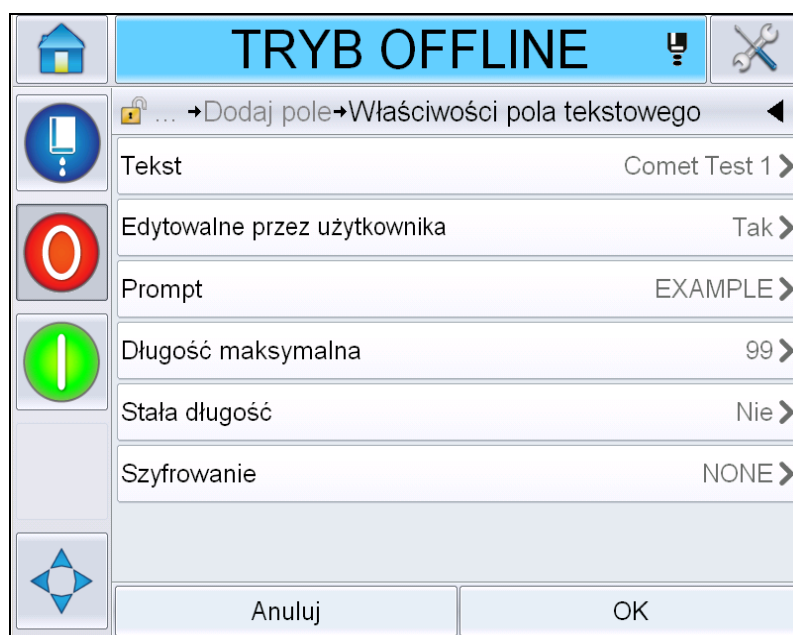 TRYB OFFLINE
... →Dodaj pole→Właściwości pola tekstowego
Tekst Comet Test 1
Edytowalne przez użytkownika Tak
Prompt EXAMPLE
Długość maksymalna 99
Stała długość Nie
Szyfrowanie NONE
Anuluj OK